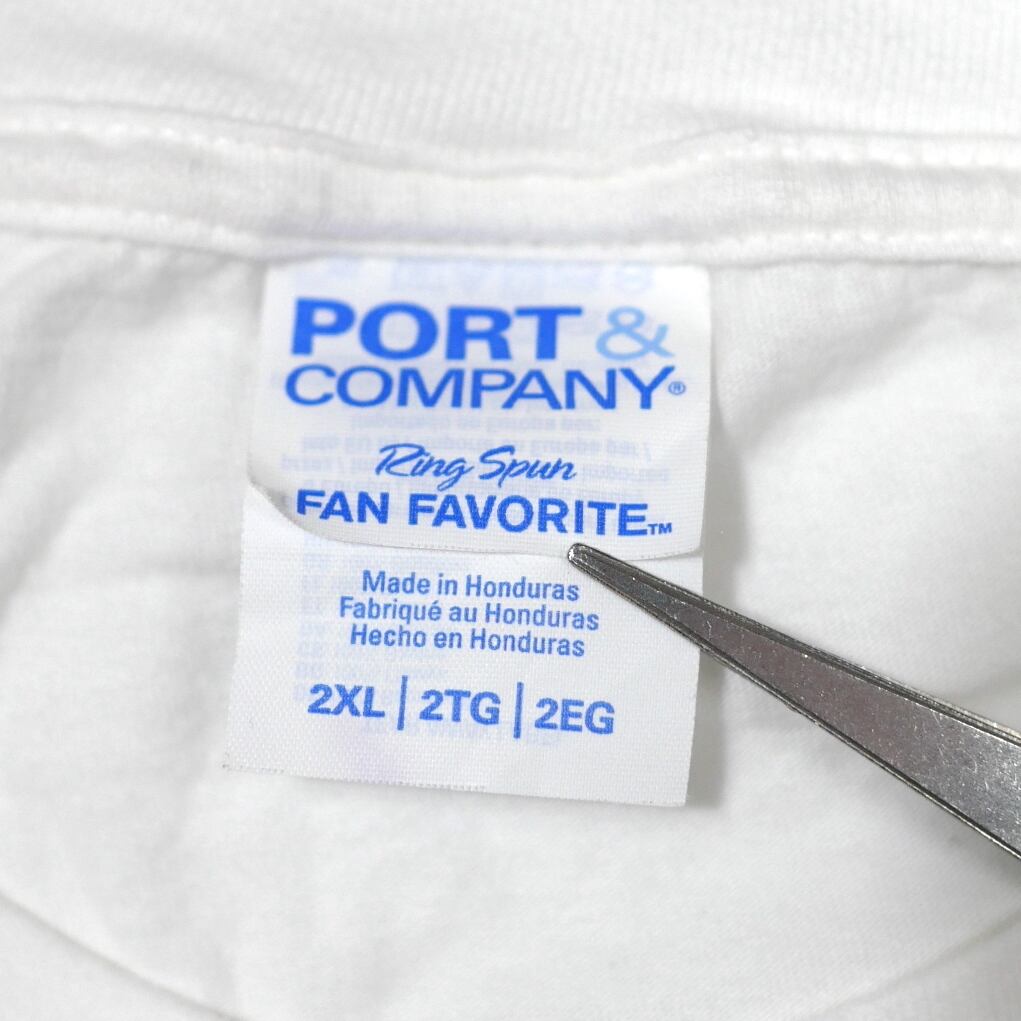 PORT &
COMPANY®
Ring Spun
FAN FAVORITE™
Made in Honduras
Fabriqué au Honduras
Hecho en Honduras
2XL | 2TG | 2EG